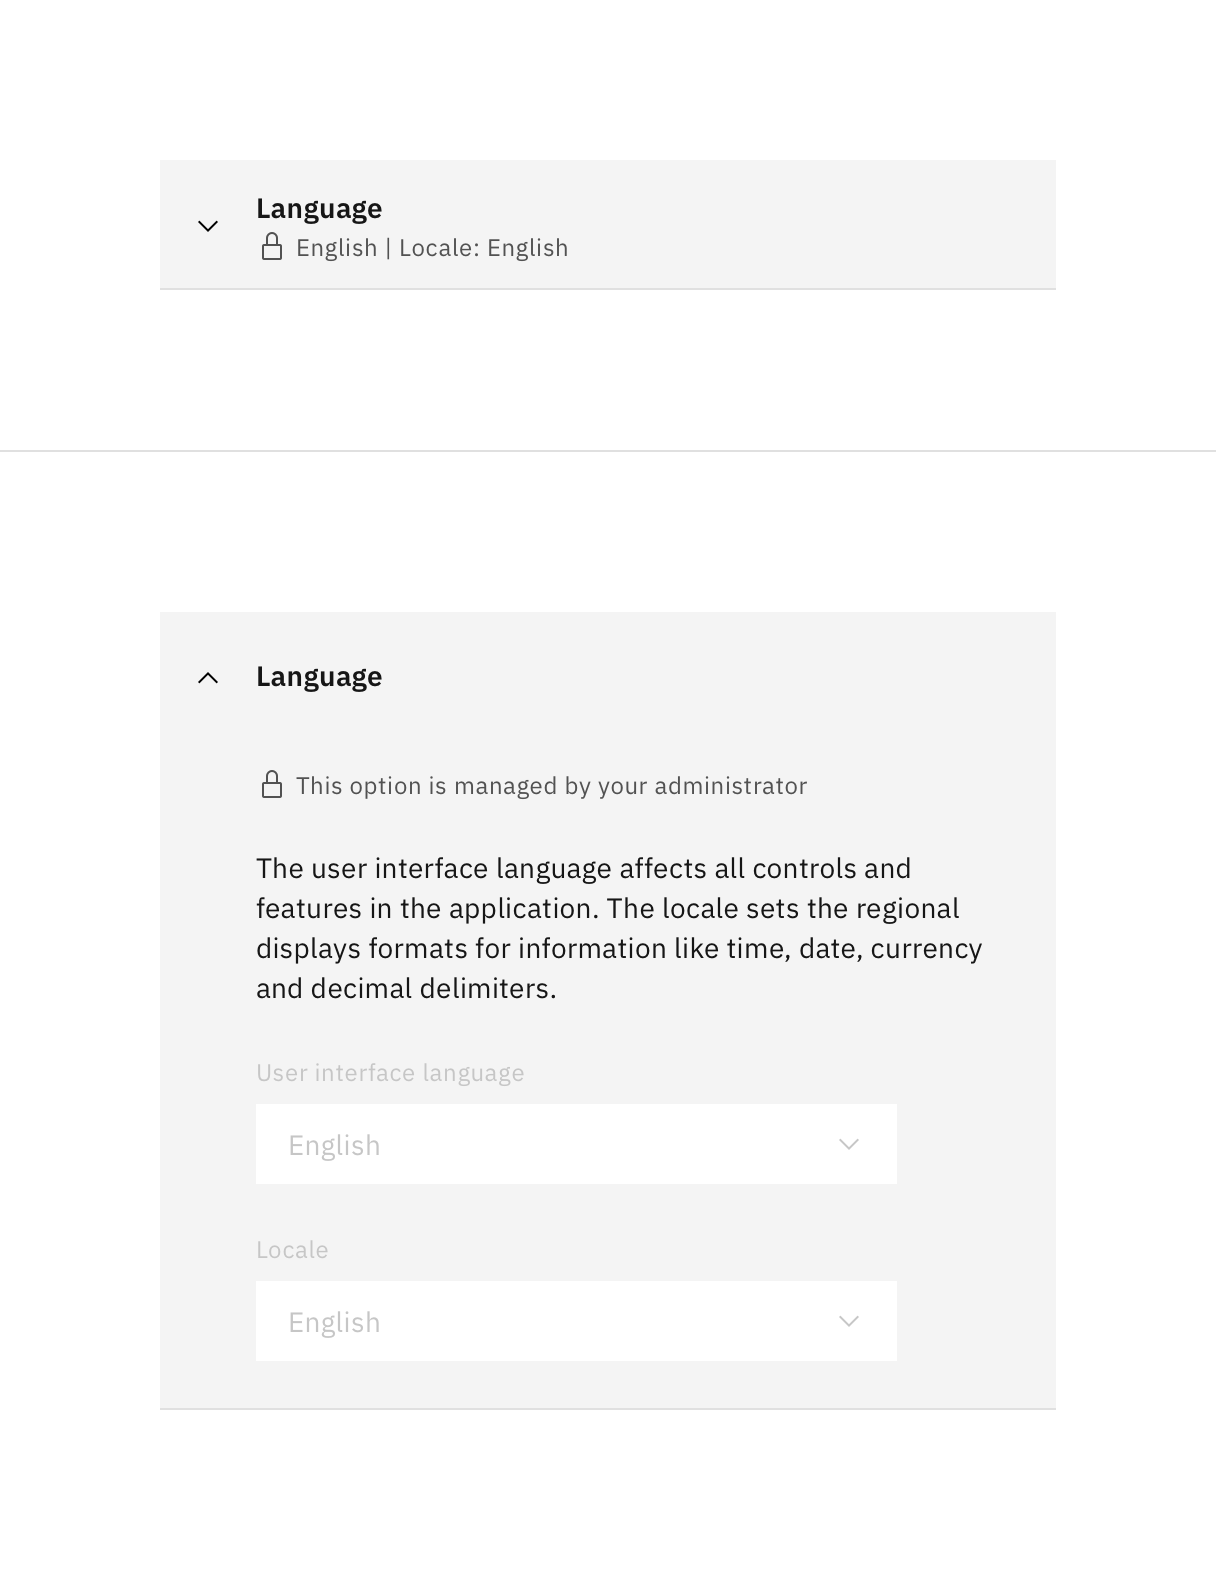 Language
English | Locale: English
Language
This option is managed by your administrator
The user interface language affects all controls and
features in the application. The locale sets the regional
displays formats for information like time, date, currency
and decimal delimiters.
User interface language
English
Locale
English